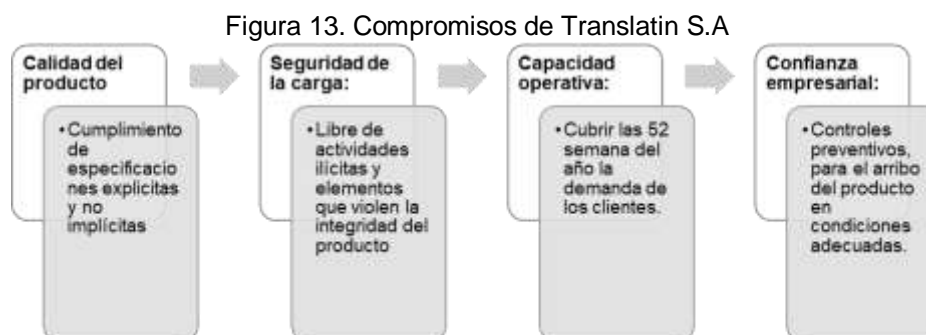 Figura 13. Compromisos de Translatin S.A
Calidad del
producto
•Cumplimiento
de
especificacio
nes explicitas
y no
implícitas
Seguridad de
la carga:
•Libre de
actividades
ilícitas y
elementos
que violen la
integridad del
producto
Capacidad
operativa:
•Cubrir las 52
semana del
año la
demanda de
los clientes.
Confianza
empresarial:
•Controles
preventivos,
para el arribo
del producto
en
condiciones
adecuadas.